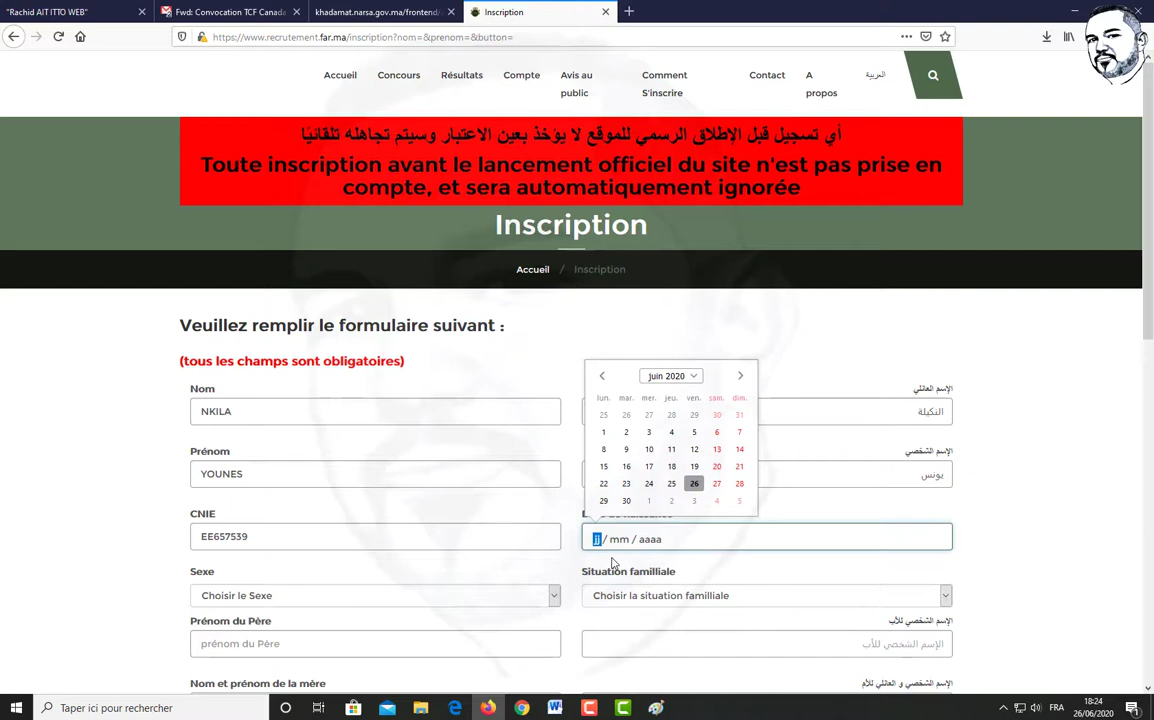 "Rachid AIT ITTO WEB"
Fwd: Convocation TCF Canada
khadamat.narsa.gov.ma/frontend/
Inscription
https://www.recrutement.far.ma/inscription?nom=&prenom=&button=
Accueil
Concours
Résultats
Compte
Avis au
public
Comment
S'inscrire
Contact
A
propos
العربية
أي تسجيل قبل الإطلاق الرسمي للموقع لا يؤخذ بعين الاعتبار وسيتم تجاهله تلقائيًا
Toute inscription avant le lancement officiel du site n'est pas prise en
compte, et sera automatiquement ignorée
Inscription
Accueil / Inscription
Veuillez remplir le formulaire suivant :
(tous les champs sont obligatoires)
Nom
الإسم العائلي
NKILA
النكيلة
juin 2020
lun. mar. mer. jeu. ven. sam. dim.
25 26 27 28 29 30 31
1 2 3 4 5 6 7
8 9 10 11 12 13 14
15 16 17 18 19 20 21
22 23 24 25 26 27 28
29 30 1 2 3 4 5
Prénom
الإسم الشخصي
YOUNES
يونس
CNIE
EE657539
jj / mm / aaaa
Sexe
Situation familliale
Choisir le Sexe
Choisir la situation familliale
Prénom du Père
الإسم الشخصي للأب
prénom du Père
الإسم الشخصي للأب
Nom et prénom de la mère
الإسم الشخصي و العائلي للأم
Taper ici pour rechercher
FRA
18:24
26/06/2020
1